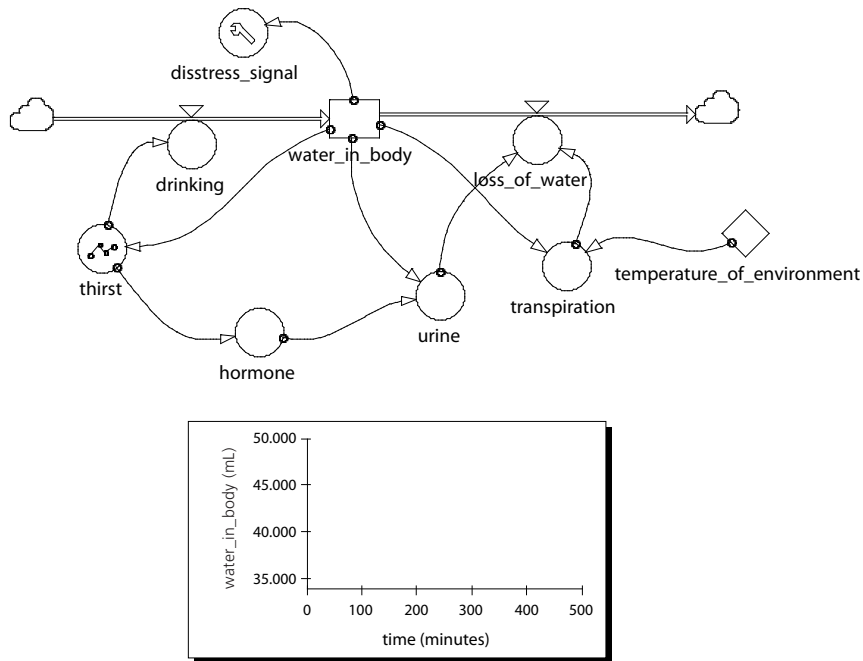 disstress_signal
water_in_body
drinking
loss_of_water
thirst
temperature_of_environment
transpiration
urine
hormone
50.000
45.000
40.000
35.000
water_in_body (mL)
0 100 200 300 400 500
time (minutes)